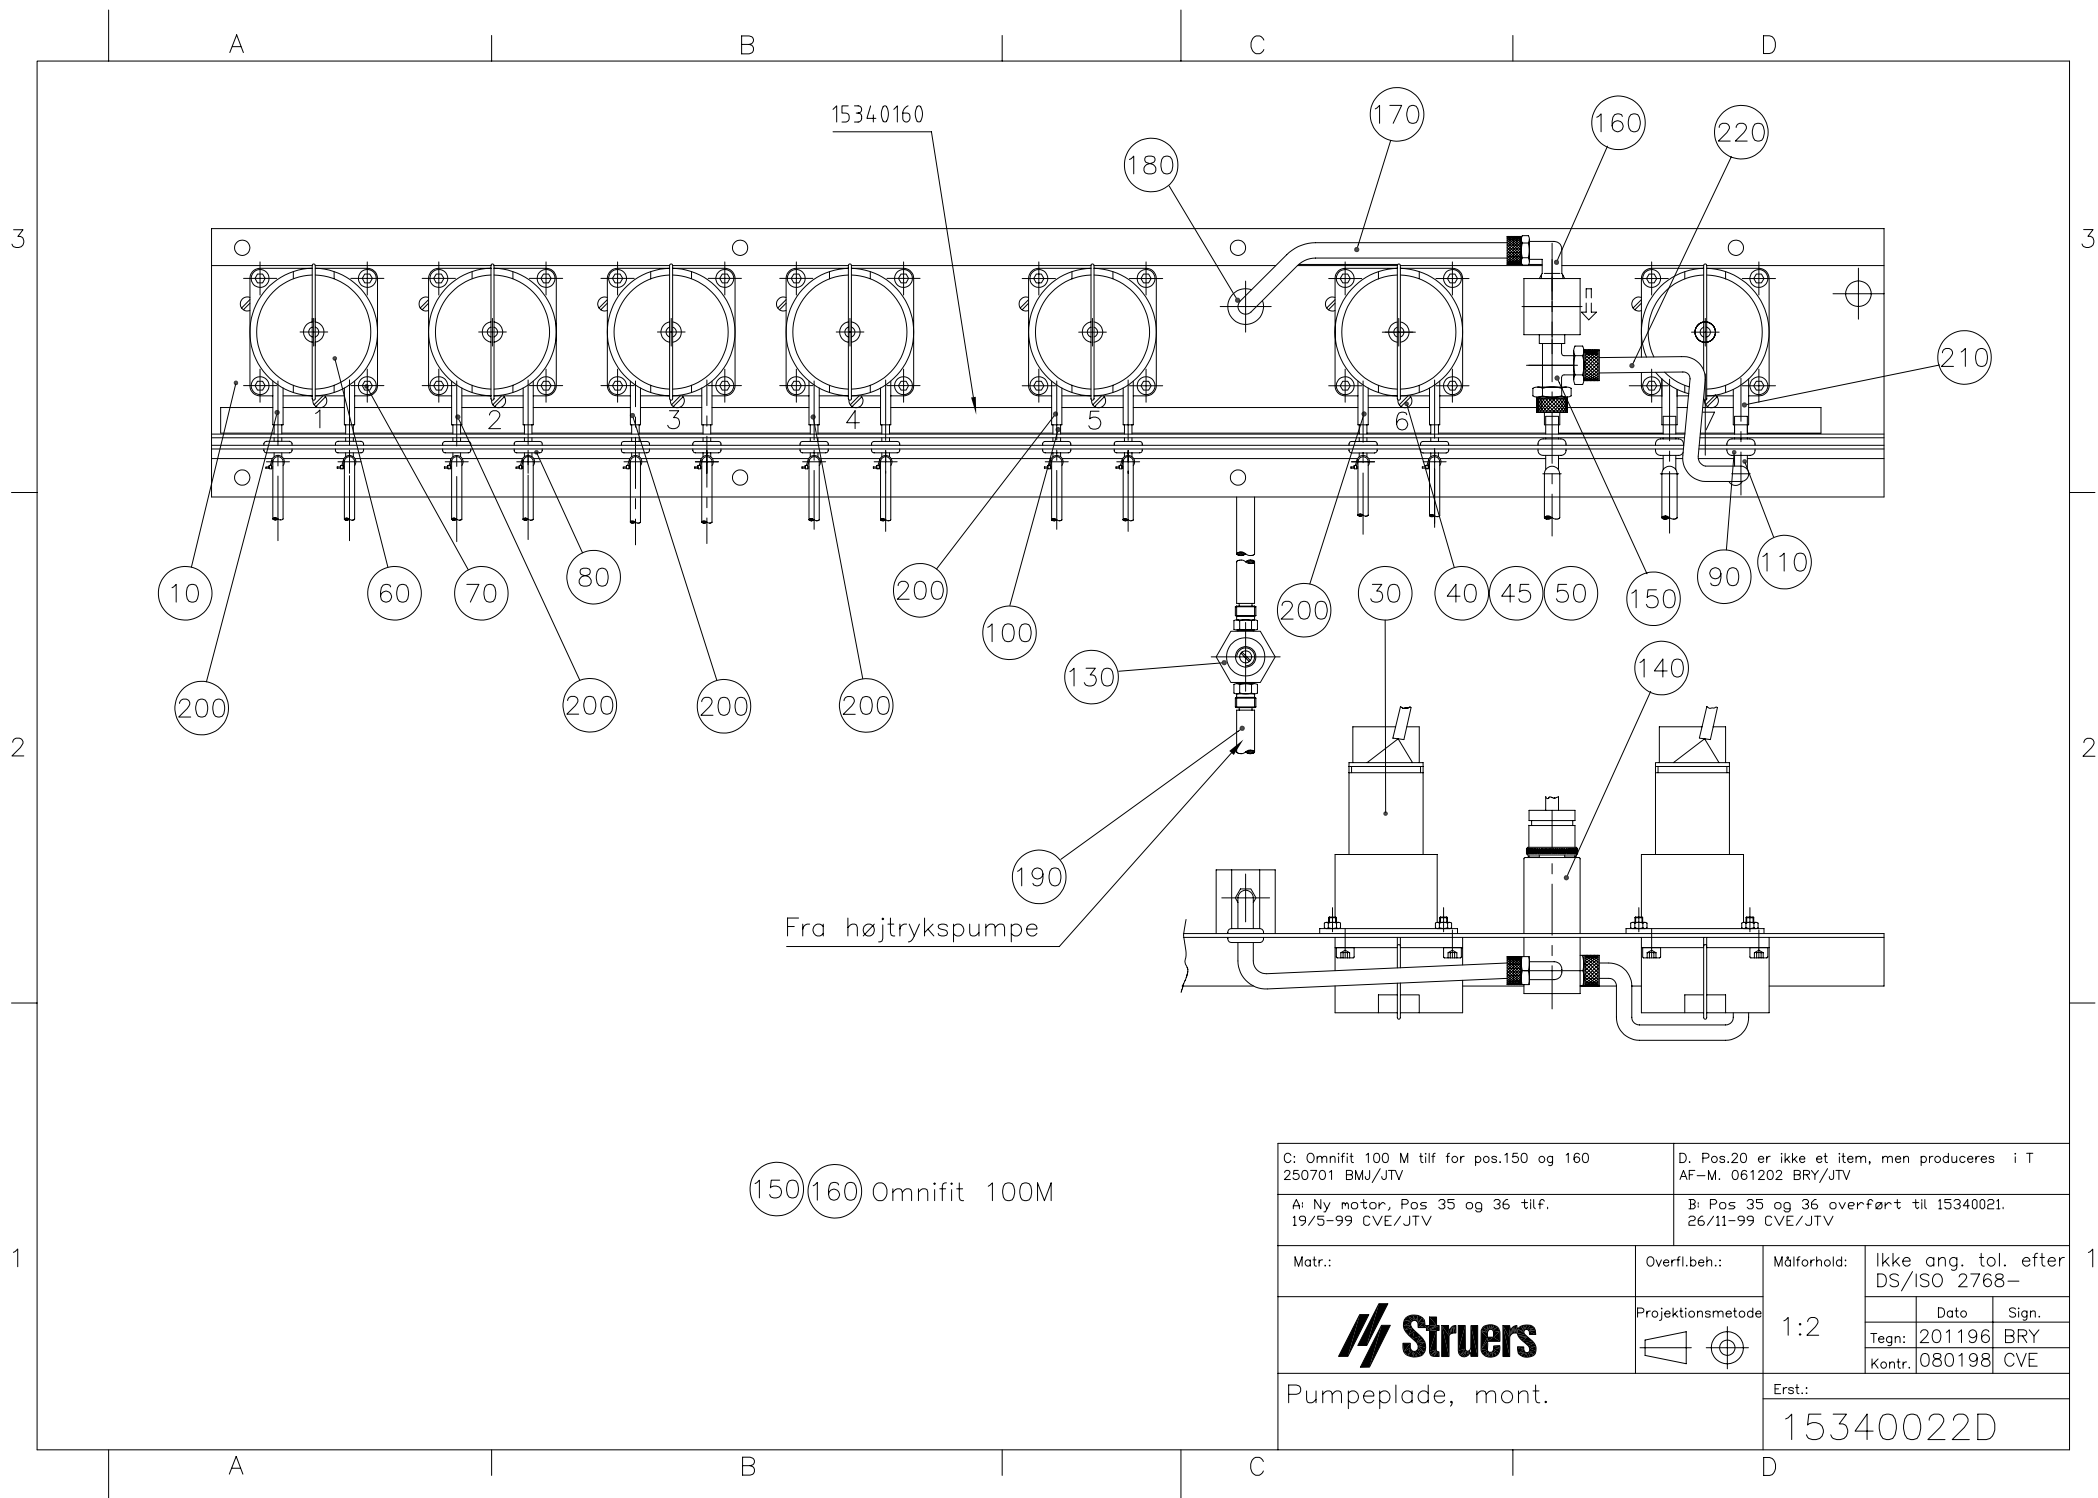 A B C D
15340160
170
160
220
180
3 3
210
1 2 3 4 5 6 7
10
60
70
80
200
100
200
30
40 45 50
150
90
110
130
140
200
200
200
200
2 2
190
Fra højtrykspumpe
150 160 Omnifit 100M
C: Omnifit 100 M tilf for pos.150 og 160
250701 BMJ/JTV
D. Pos.20 er ikke et item, men produceres i T
AF-M. 061202 BRY/JTV
A: Ny motor, Pos 35 og 36 tilf.
19/5-99 CVE/JTV
B: Pos 35 og 36 overført til 15340021.
26/11-99 CVE/JTV
1 1
Matr.:
Overfl.beh.:
Målforhold:
1:2
Ikke ang. tol. efter
DS/ISO 2768-
Struers
Projektionsmetode
Dato Sign.
Tegn: 201196 BRY
Kontr. 080198 CVE
Pumpeplade, mont.
Erst.:
15340022D
A B C D